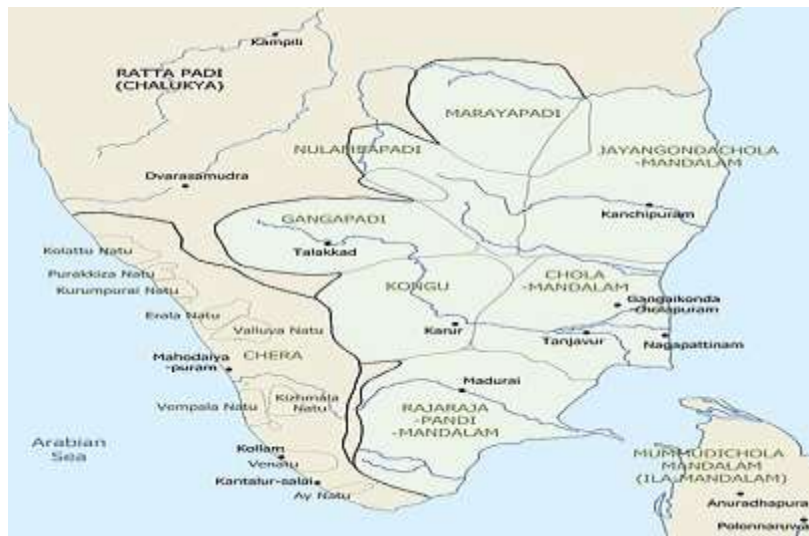 Kampili
RATTA PADI
(CHALUKYA)
MARAYAPADI
NULAMBAPADI
JAYANGONDACHOLA
-MANDALAM
Dvarasamudra
Kanchipuram
GANGAPADI
Talakkad
Kolattu Natu
Purakkiza Natu
Kurumpurai Natu
Erala Natu
Valluva Natu
KONGU
CHOLA
-MANDALAM
Gangaikonda
cholapuram
Karur
Tanjavur
Nagapattinam
CHERA
Mahodaiya
-puram
Madurai
Vempala Natu
Kizhmala
Natu
RAJARAJA
-PANDI
-MANDALAM
Arabian
Sea
Kollam
Venatu
Kantalur-salai
Ay Natu
MUMMUDICHOLA
MANDALAM
(ILA-MANDALAM)
Anuradhapura
Polonnaruwa